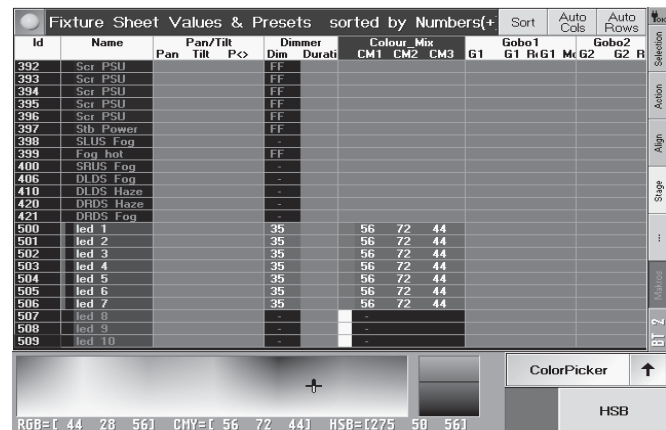 Fixture Sheet Values & Presets sorted by Numbers(+ Sort Auto Cols Auto Rows
Id Name Pan/Tilt Dimmer Colour_Mix Gobo1 Gobo2
Pan Tilt P<> Dim Durati CM1 CM2 CM3 G1 G1 R‹G1 M‹G2 G2 R
392 Scr PSU FF
393 Scr PSU FF
394 Scr PSU FF
395 Scr PSU FF
396 Scr PSU FF
397 Stb Power FF
398 SLUS Fog -
399 Fog hot FF
400 SRUS Fog -
406 DLDS Fog -
410 DLDS Haze -
420 DRDS Haze -
421 DRDS Fog -
500 led 1 35 56 72 44
501 led 2 35 56 72 44
502 led 3 35 56 72 44
503 led 4 35 56 72 44
504 led 5 35 56 72 44
505 led 6 35 56 72 44
506 led 7 35 56 72 44
507 led 8 - -
508 led 9 - -
509 led 10 - -
Selection
Action
Align
Stage
...
Makros
BT 2
ColorPicker
HSB
RGB=[ 44 28 56] CMY=[ 56 72 44] HSB=[275 50 56]